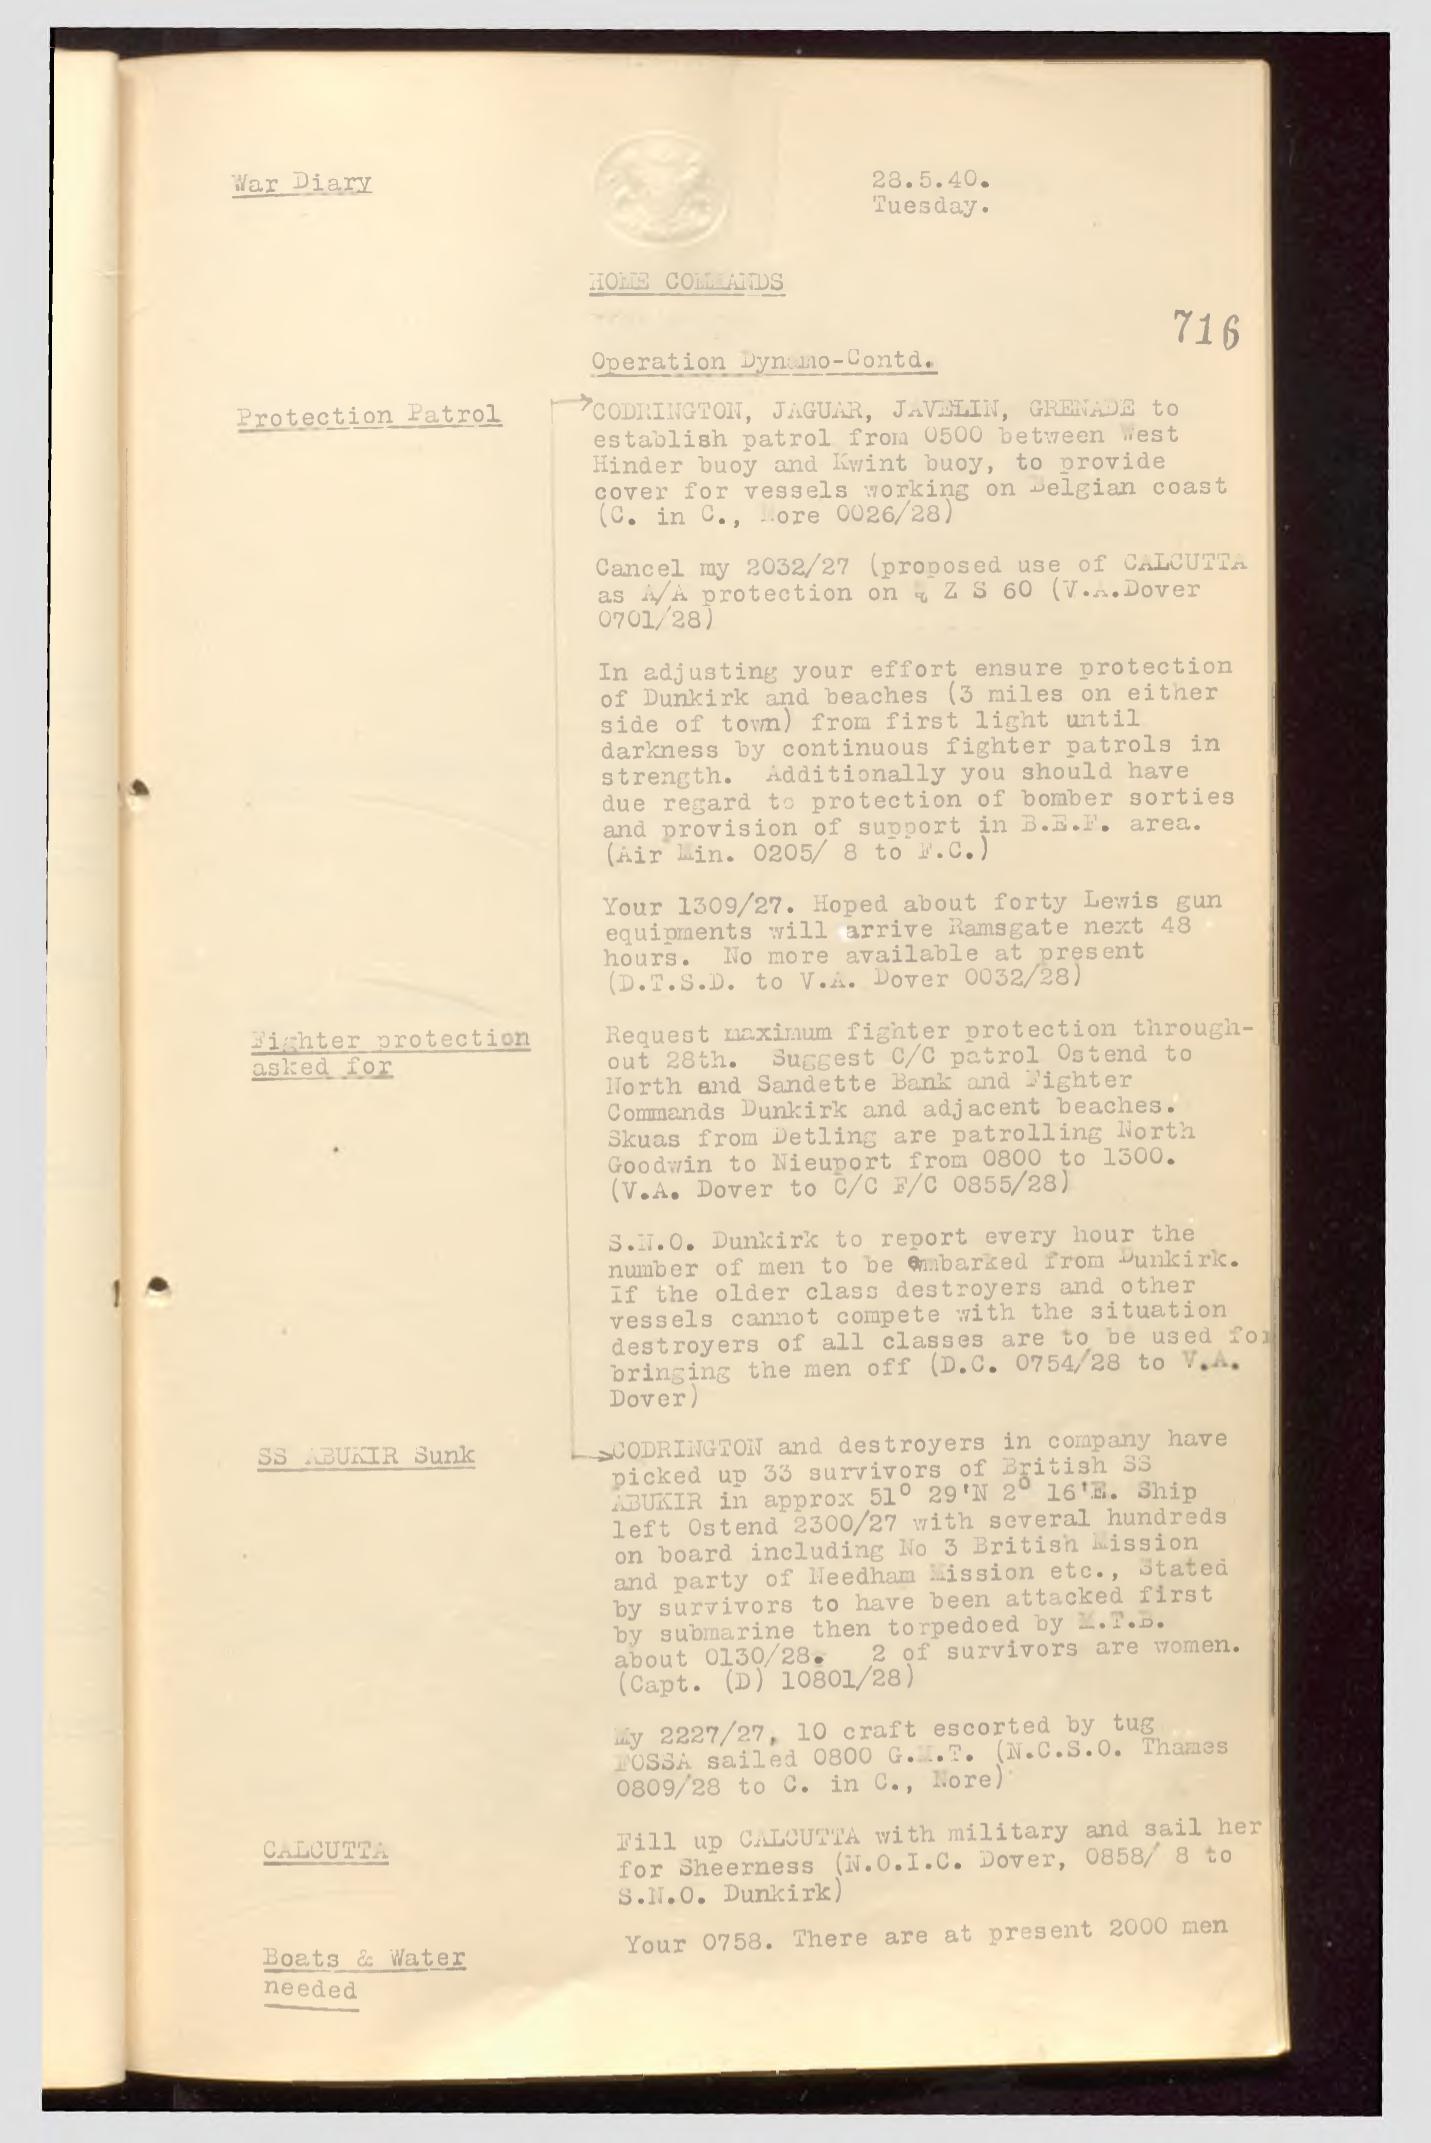 War Diary
28.5.40.
Tuesday.
HOME COMMANDS
716
Operation Dynamo-Contd.
Protection Patrol
CODRINGTON, JAGUAR, JAVELIN, GRENADE to
establish patrol from 0500 between West
Hinder buoy and Kwint buoy, to provide
cover for vessels working on Belgian coast
(C. in C., Nore 0026/28)
Cancel my 2032/27 (proposed use of CALCUTTA
as A/A protection on Z S 60 (V.A.Dover
0701/28)
In adjusting your effort ensure protection
of Dunkirk and beaches (3 miles on either
side of town) from first light until
darkness by continuous fighter patrols in
strength. Additionally you should have
due regard to protection of bomber sorties
and provision of support in B.E.F. area.
(Air Min. 0205/ 8 to F.C.)
Your 1309/27. Hoped about forty Lewis gun
equipments will arrive Ramsgate next 48
hours. No more available at present
(D.T.S.D. to V.A. Dover 0032/28)
Fighter protection
asked for
Request maximum fighter protection through-
out 28th. Suggest C/C patrol Ostend to
North and Sandette Bank and Fighter
Commands Dunkirk and adjacent beaches.
Skuas from Detling are patrolling North
Goodwin to Nieuport from 0800 to 1300.
(V.A. Dover to C/C F/C 0855/28)
S.N.O. Dunkirk to report every hour the
number of men to be embarked from Dunkirk.
If the older class destroyers and other
vessels cannot compete with the situation
destroyers of all classes are to be used for
bringing the men off (D.C. 0754/28 to V.A.
Dover)
SS ABUKIR Sunk
CODRINGTON and destroyers in company have
picked up 33 survivors of British SS
ABUKIR in approx 51° 29'N 2° 16'E. Ship
left Ostend 2300/27 with several hundreds
on board including No 3 British Mission
and party of Needham Mission etc., Stated
by survivors to have been attacked first
by submarine then torpedoed by M.T.B.
about 0130/28. 2 of survivors are women.
(Capt. (D) 10801/28)
My 2227/27, 10 craft escorted by tug
FOSSA sailed 0800 G.M.T. (N.C.S.O. Thames
0809/28 to C. in C., Nore)
CALCUTTA
Fill up CALCUTTA with military and sail her
for Sheerness (N.O.I.C. Dover, 0858/ 8 to
S.N.O. Dunkirk)
Boats & Water
needed
Your 0758. There are at present 2000 men